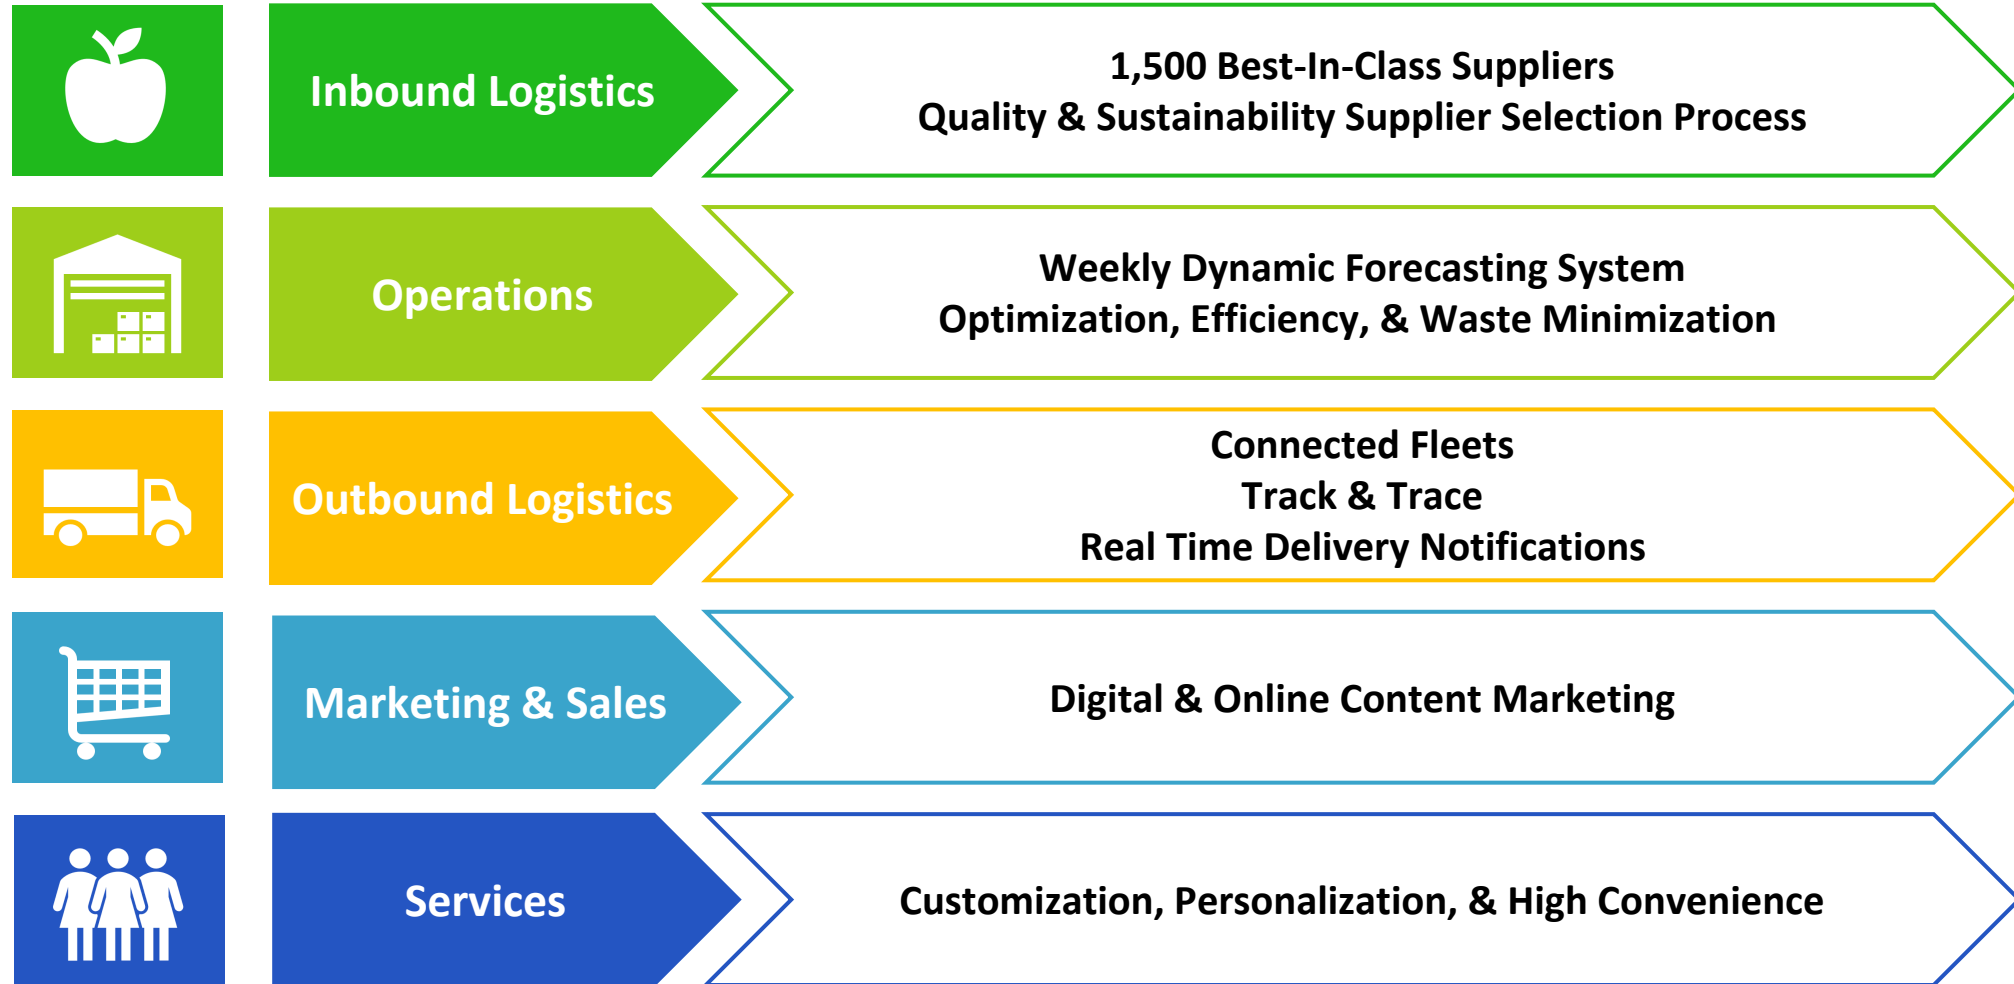 Inbound Logistics
1,500 Best-In-Class Suppliers
Quality & Sustainability Supplier Selection Process
Operations
Weekly Dynamic Forecasting System
Optimization, Efficiency, & Waste Minimization
Outbound Logistics
Connected Fleets
Track & Trace
Real Time Delivery Notifications
Marketing & Sales
Digital & Online Content Marketing
Services
Customization, Personalization, & High Convenience